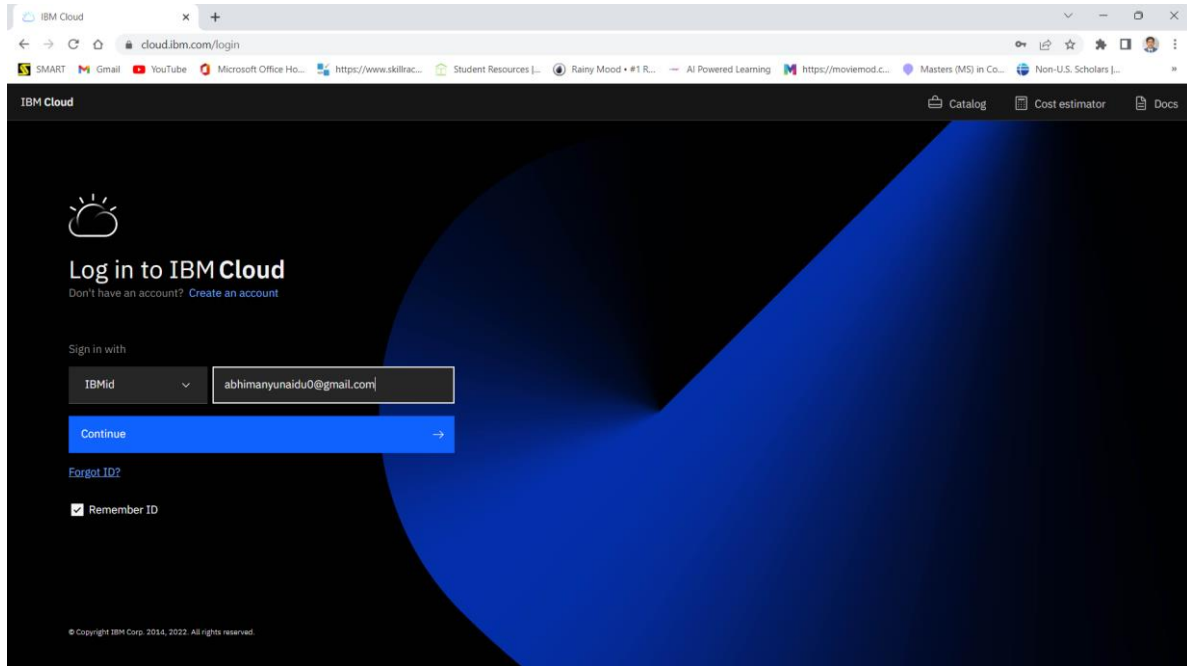 IBM Cloud
cloud.ibm.com/login
SMART Gmail YouTube Microsoft Office Ho... https://www.skillrac... Student Resources |... Rainy Mood • #1 R... AI Powered Learning https://moviemod.c... Masters (MS) in Co... Non-U.S. Scholars |... »
IBM Cloud Catalog Cost estimator Docs
Log in to IBM Cloud
Don't have an account? Create an account
Sign in with
IBMid abhimanyunaidu0@gmail.com
Continue
Forgot ID?
Remember ID
© Copyright IBM Corp. 2014, 2022. All rights reserved.